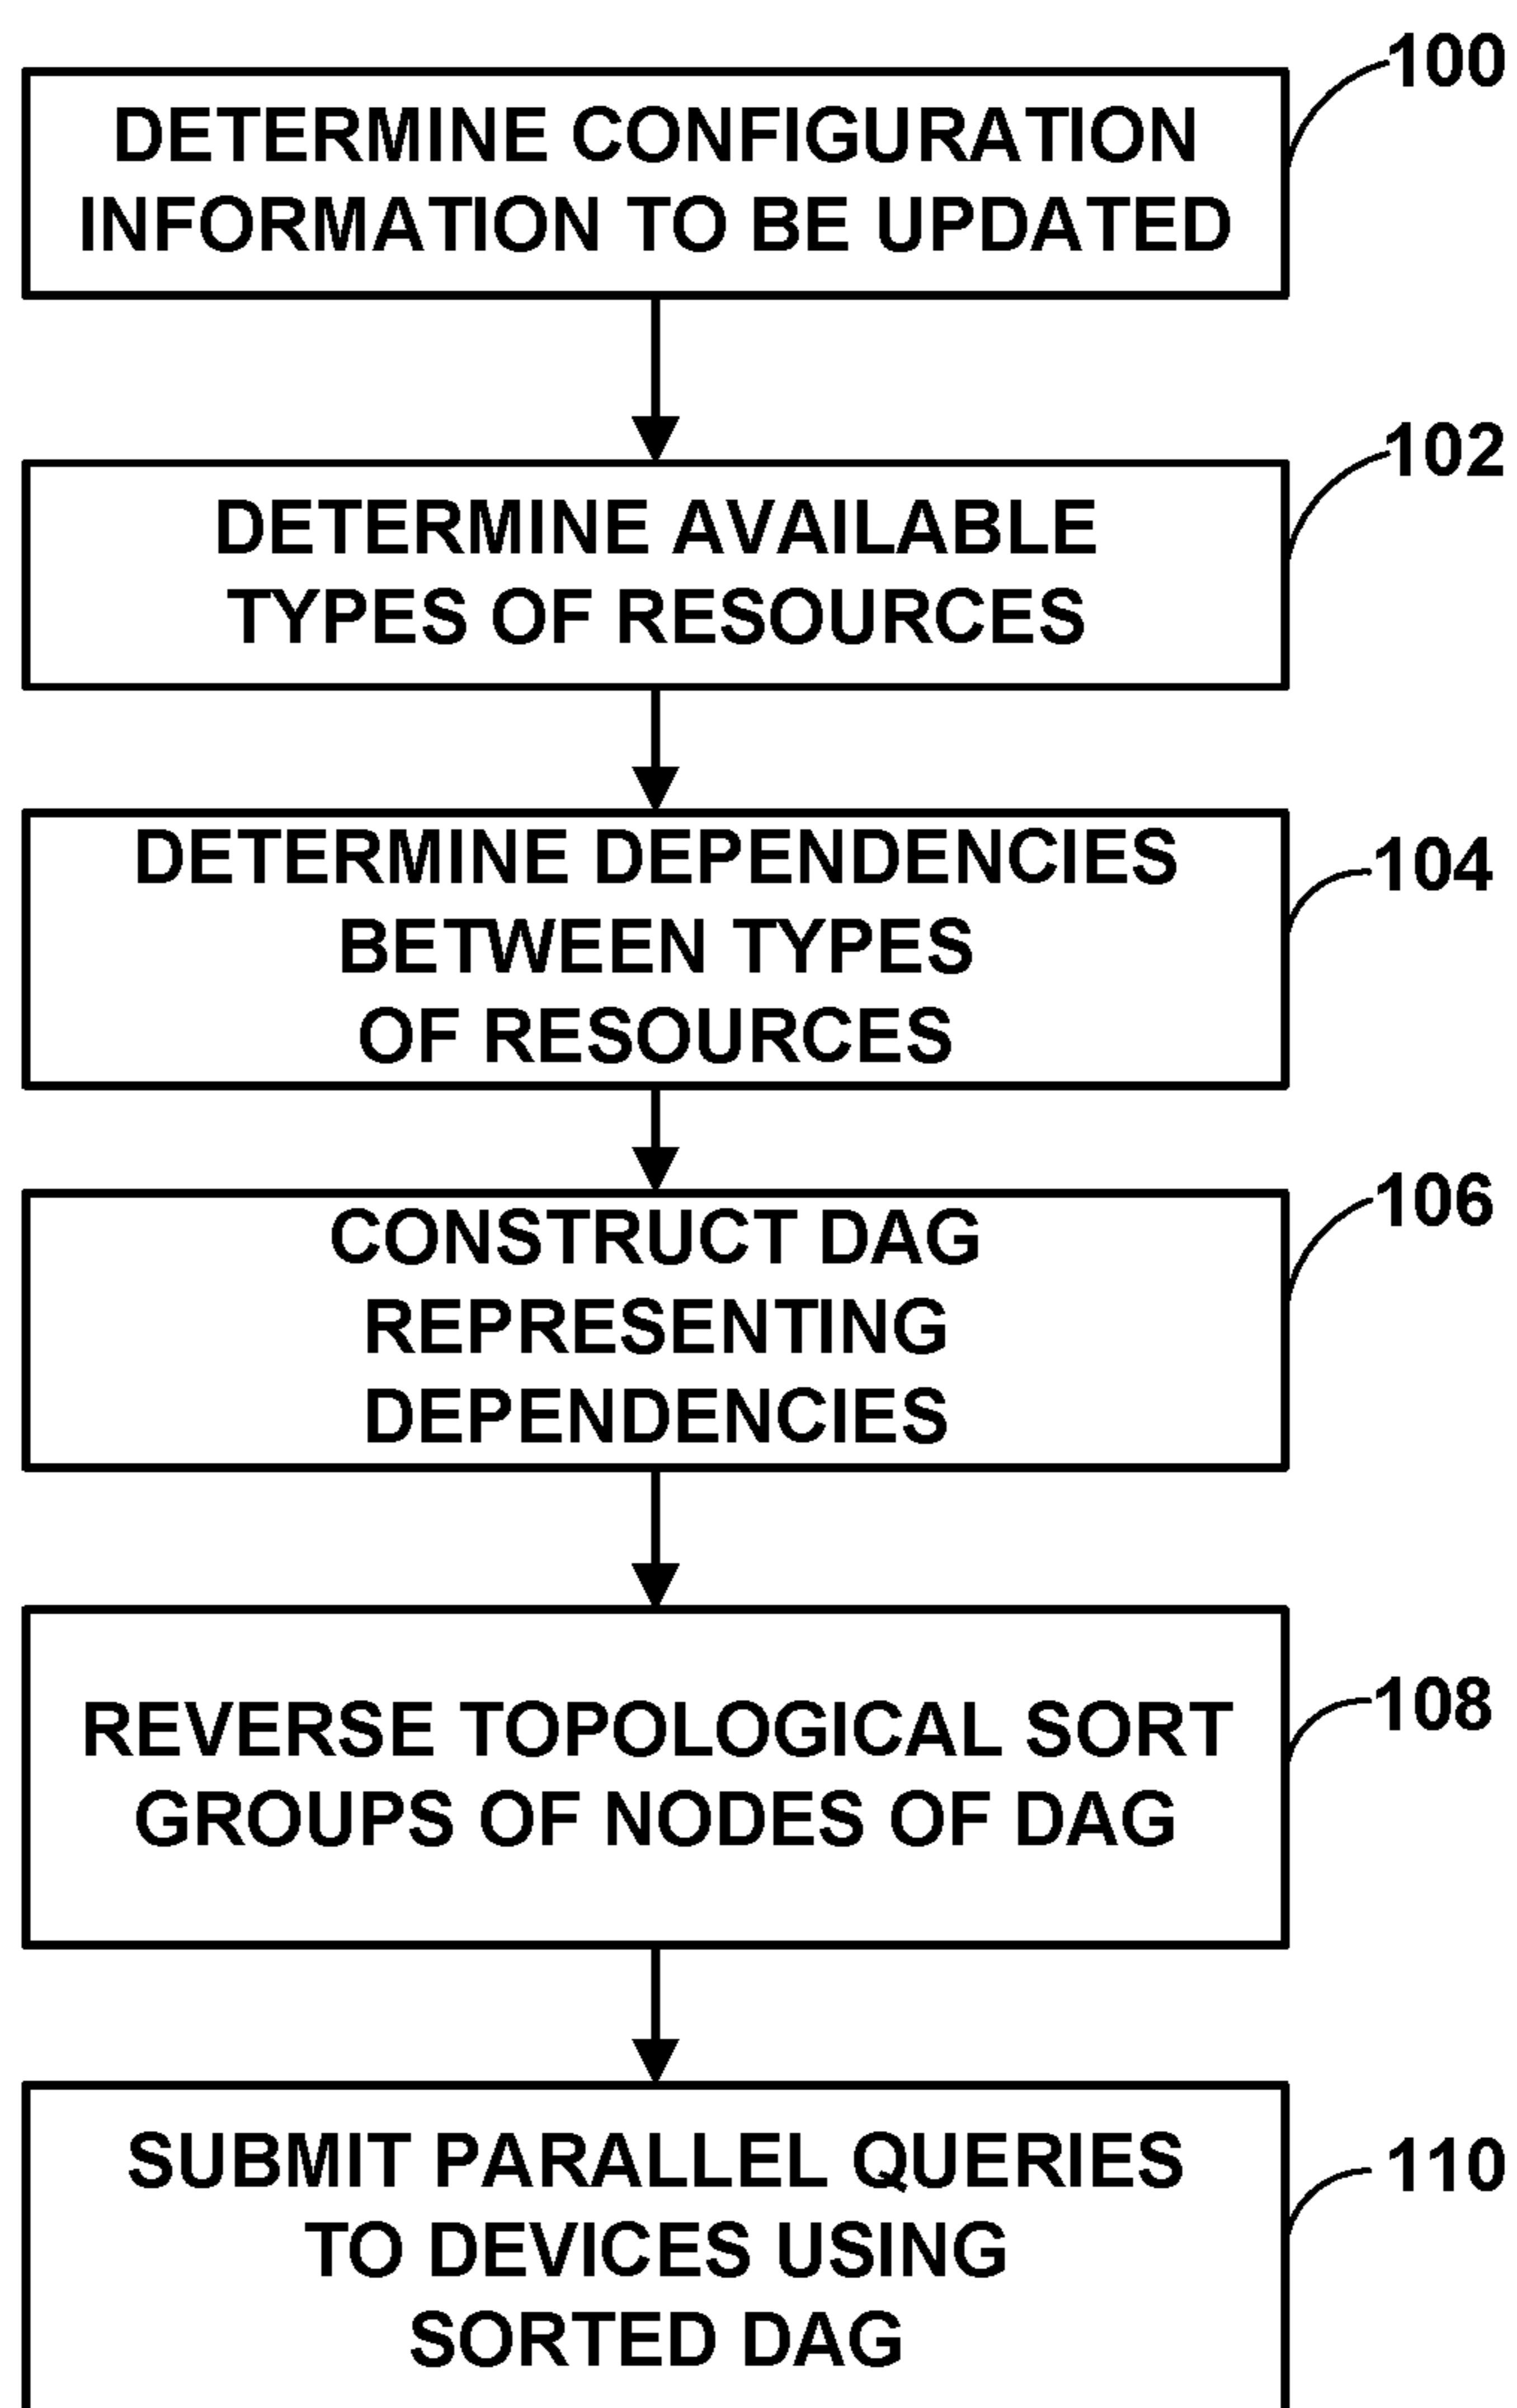 100
DETERMINE CONFIGURATION
INFORMATION TO BE UPDATED
102
DETERMINE AVAILABLE
TYPES OF RESOURCES
104
DETERMINE DEPENDENCIES
BETWEEN TYPES
OF RESOURCES
106
CONSTRUCT DAG
REPRESENTING
DEPENDENCIES
108
REVERSE TOPOLOGICAL SORT
GROUPS OF NODES OF DAG
110
SUBMIT PARALLEL QUERIES
TO DEVICES USING
SORTED DAG